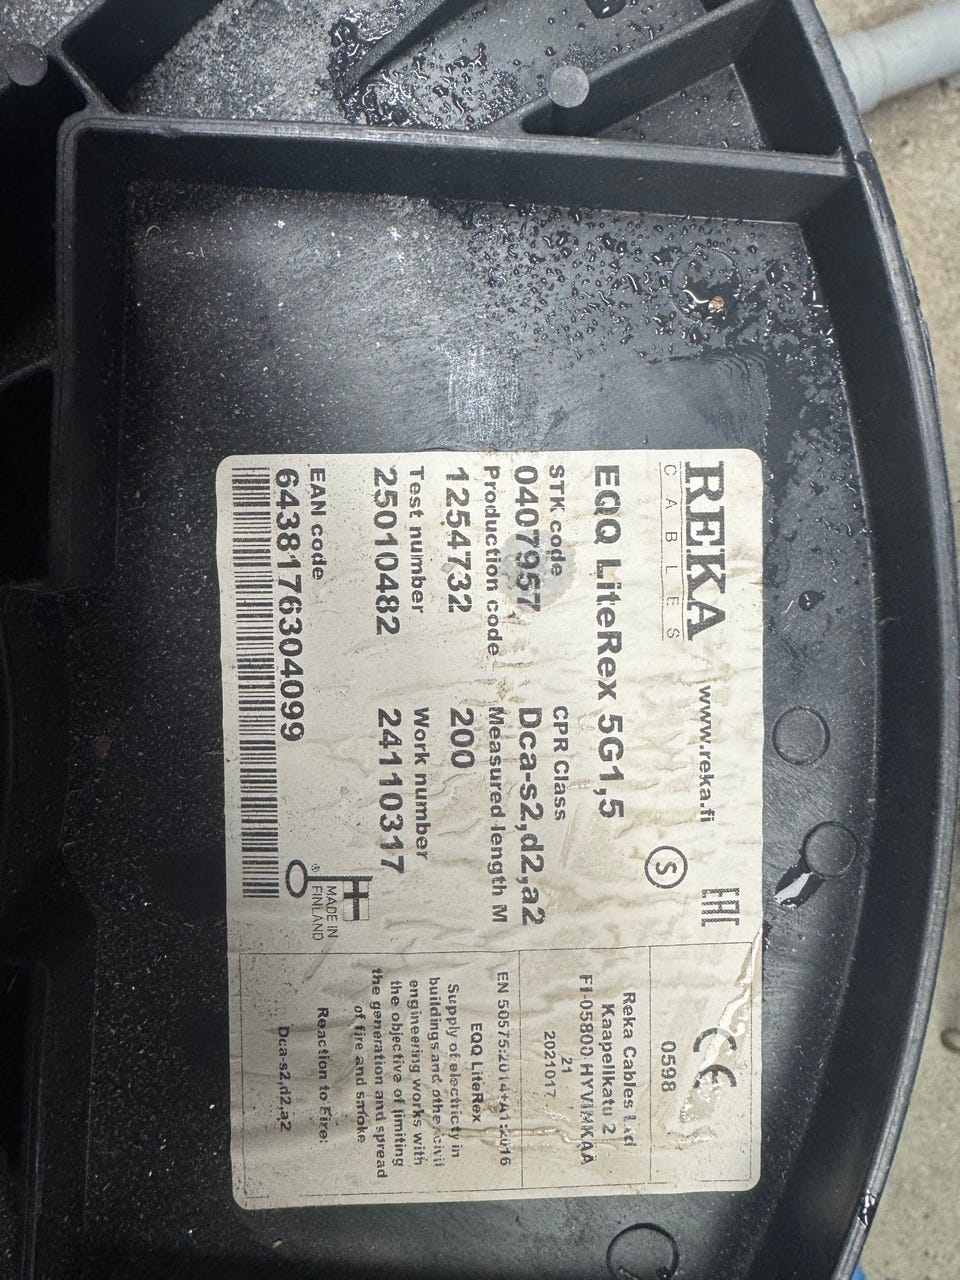 REKA www.reka.fi EAC
CABLES
S
EQQ LiteRex 5G1,5
STK code CPR Class
0407957 Dca-s2,d2,a2
Production code Measured length M
1254732 200
Test number Work number
25010482 24110317
EAN code
6438176304099
MADE IN
FINLAND
®
CE
0598
Reka Cables Ltd
Kaapelikatu 2
FI-05800 HYVINKÄÄ
21
2021017
EN 50575:2014+A1:2016
EQQ LiteRex
Supply of electricity in
buildings and other civil
engineering works with
the objective of limiting
the generation and spread
of fire and smoke
Reaction to Fire:
Dca-s2,d2,a2